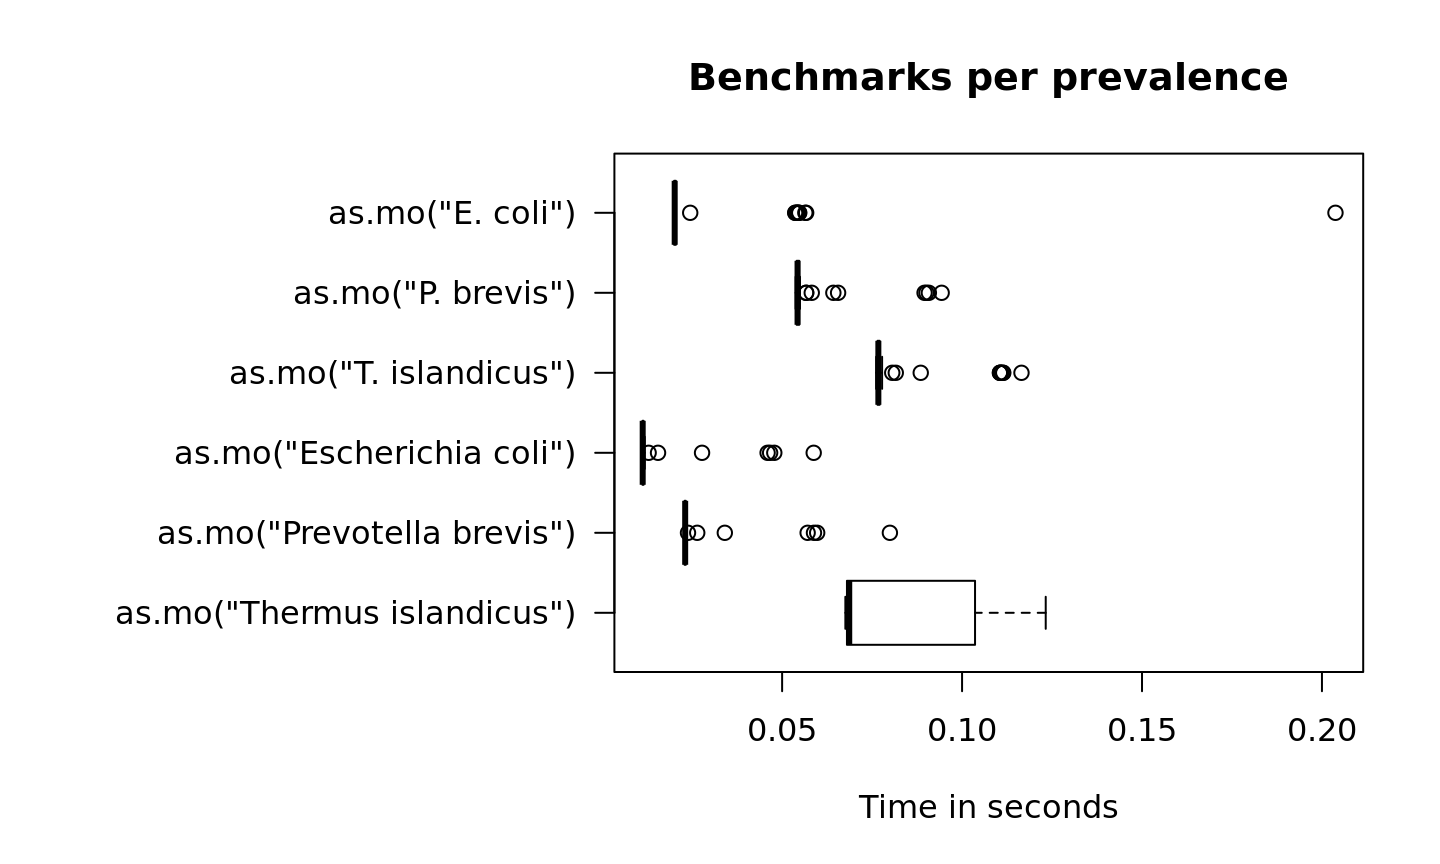 Benchmarks per prevalence
as.mo("E. coli")
as.mo("P. brevis")
as.mo("T. islandicus")
as.mo("Escherichia coli")
as.mo("Prevotella brevis")
as.mo("Thermus islandicus")
0.05 0.10 0.15 0.20
Time in seconds